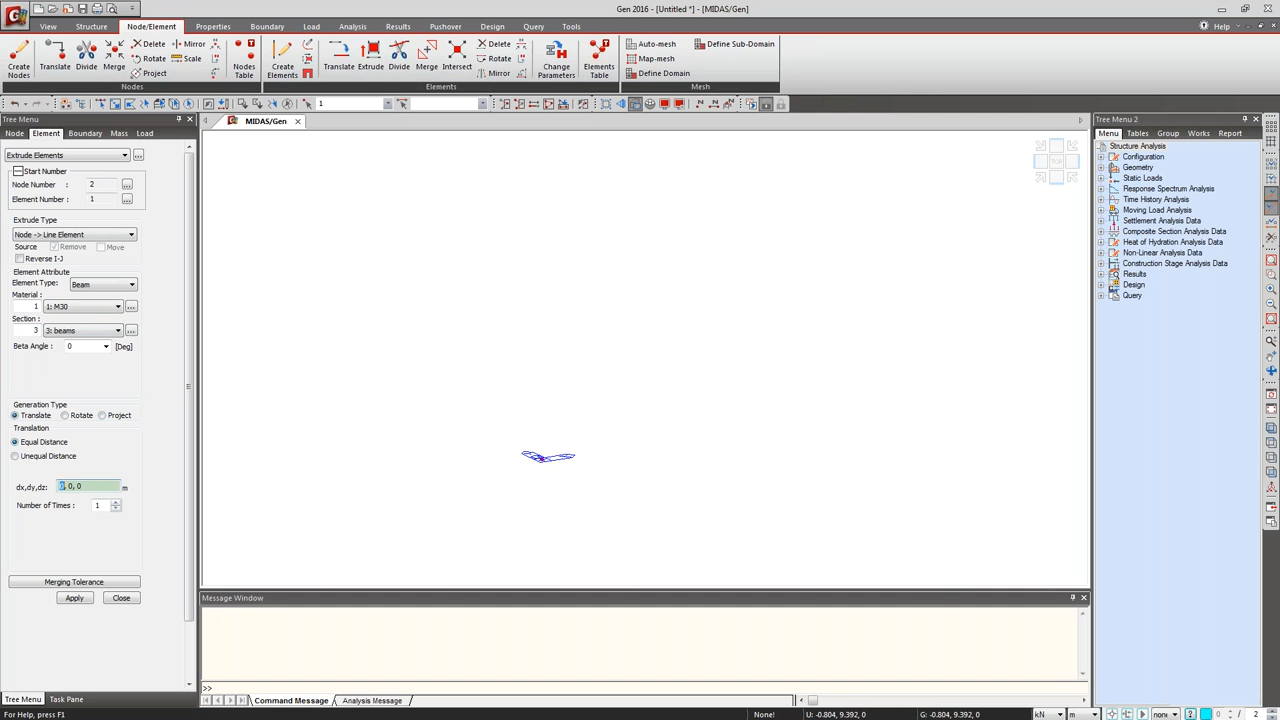 Gen 2016 - [Untitled *] - [MIDAS/Gen]
View Structure Node/Element Properties Boundary Load Analysis Results Pushover Design Query Tools Help
Create Nodes
Translate
Divide
Merge
Delete
Rotate
Project
Mirror
Scale
Nodes Table
Nodes
Create Elements
Translate
Extrude
Divide
Merge
Intersect
Delete
Rotate
Mirror
Change Parameters
Elements Table
Elements
Auto-mesh
Map-mesh
Define Domain
Define Sub-Domain
Mesh
1
Tree Menu
Node Element Boundary Mass Load
Extrude Elements
Start Number
Node Number : 2
Element Number : 1
Extrude Type
Node -> Line Element
Source Remove Move
Reverse I-J
Element Attribute
Element Type: Beam
Material :
1 1: M30
Section :
3 3: beams
Beta Angle : 0 [Deg]
Generation Type
Translate Rotate Project
Translation
Equal Distance
Unequal Distance
dx,dy,dz: 0, 0, 0 m
Number of Times : 1
Merging Tolerance
Apply Close
Tree Menu Task Pane
MIDAS/Gen
TOP
Message Window
>>
Command Message Analysis Message
Tree Menu 2
Menu Tables Group Works Report
Structure Analysis
Configuration
Geometry
Static Loads
Response Spectrum Analysis
Time History Analysis
Moving Load Analysis
Settlement Analysis Data
Composite Section Analysis Data
Heat of Hydration Analysis Data
Non-Linear Analysis Data
Construction Stage Analysis Data
Results
Design
Query
For Help, press F1
None!
U: -0.804, 9.392, 0
G: -0.804, 9.392, 0
kN
m
non
0
/ 2